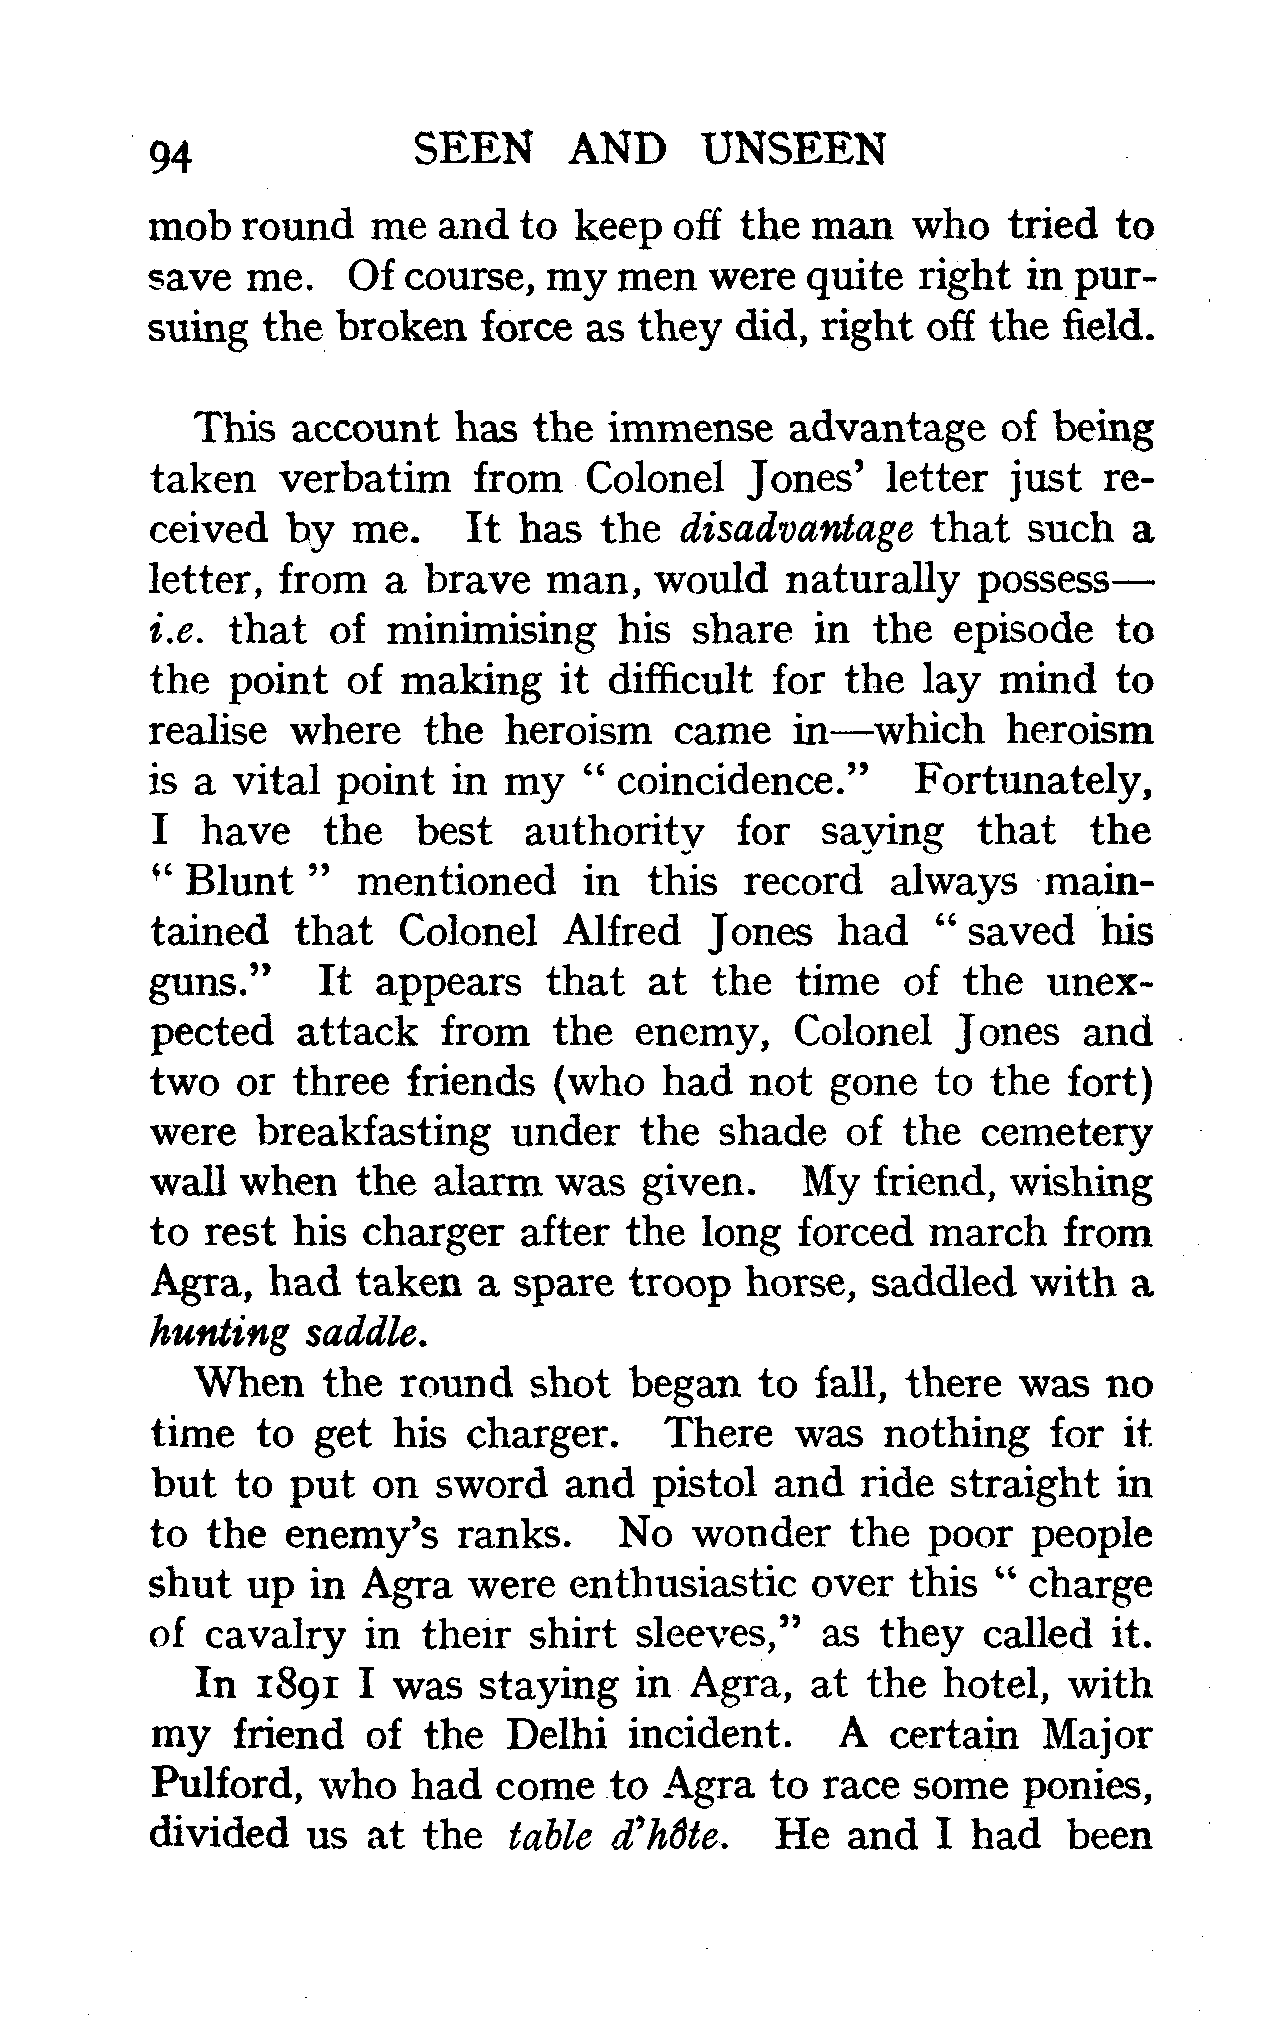 94 SEEN AND UNSEEN
mob round me and to keep off the man who tried to
save me. Of course, my men were quite right in pur-
suing the broken force as they did, right off the field.
This account has the immense advantage of being
taken verbatim from Colonel Jones' letter just re-
ceived by me. It has the disadvantage that such a
letter, from a brave man, would naturally possess—
i.e. that of minimising his share in the episode to
the point of making it difficult for the lay mind to
realise where the heroism came in—which heroism
is a vital point in my " coincidence." Fortunately,
I have the best authority for saying that the
" Blunt " mentioned in this record always main-
tained that Colonel Alfred Jones had " saved his
guns." It appears that at the time of the unex-
pected attack from the enemy, Colonel Jones and
two or three friends (who had not gone to the fort)
were breakfasting under the shade of the cemetery
wall when the alarm was given. My friend, wishing
to rest his charger after the long forced march from
Agra, had taken a spare troop horse, saddled with a
hunting saddle.
When the round shot began to fall, there was no
time to get his charger. There was nothing for it
but to put on sword and pistol and ride straight in
to the enemy's ranks. No wonder the poor people
shut up in Agra were enthusiastic over this " charge
of cavalry in their shirt sleeves," as they called it.
In 1891 I was staying in Agra, at the hotel, with
my friend of the Delhi incident. A certain Major
Pulford, who had come to Agra to race some ponies,
divided us at the table d'hôte. He and I had been